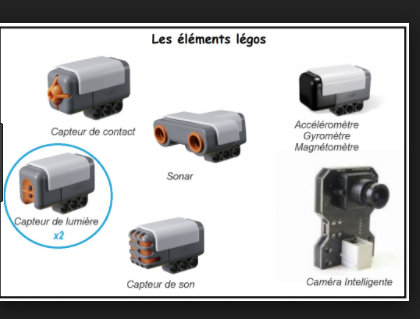 Les éléments légos
Capteur de contact
Accéléromètre
Gyromètre
Magnétomètre
Sonar
Capteur de lumière
x2
Capteur de son
Caméra Intelligente